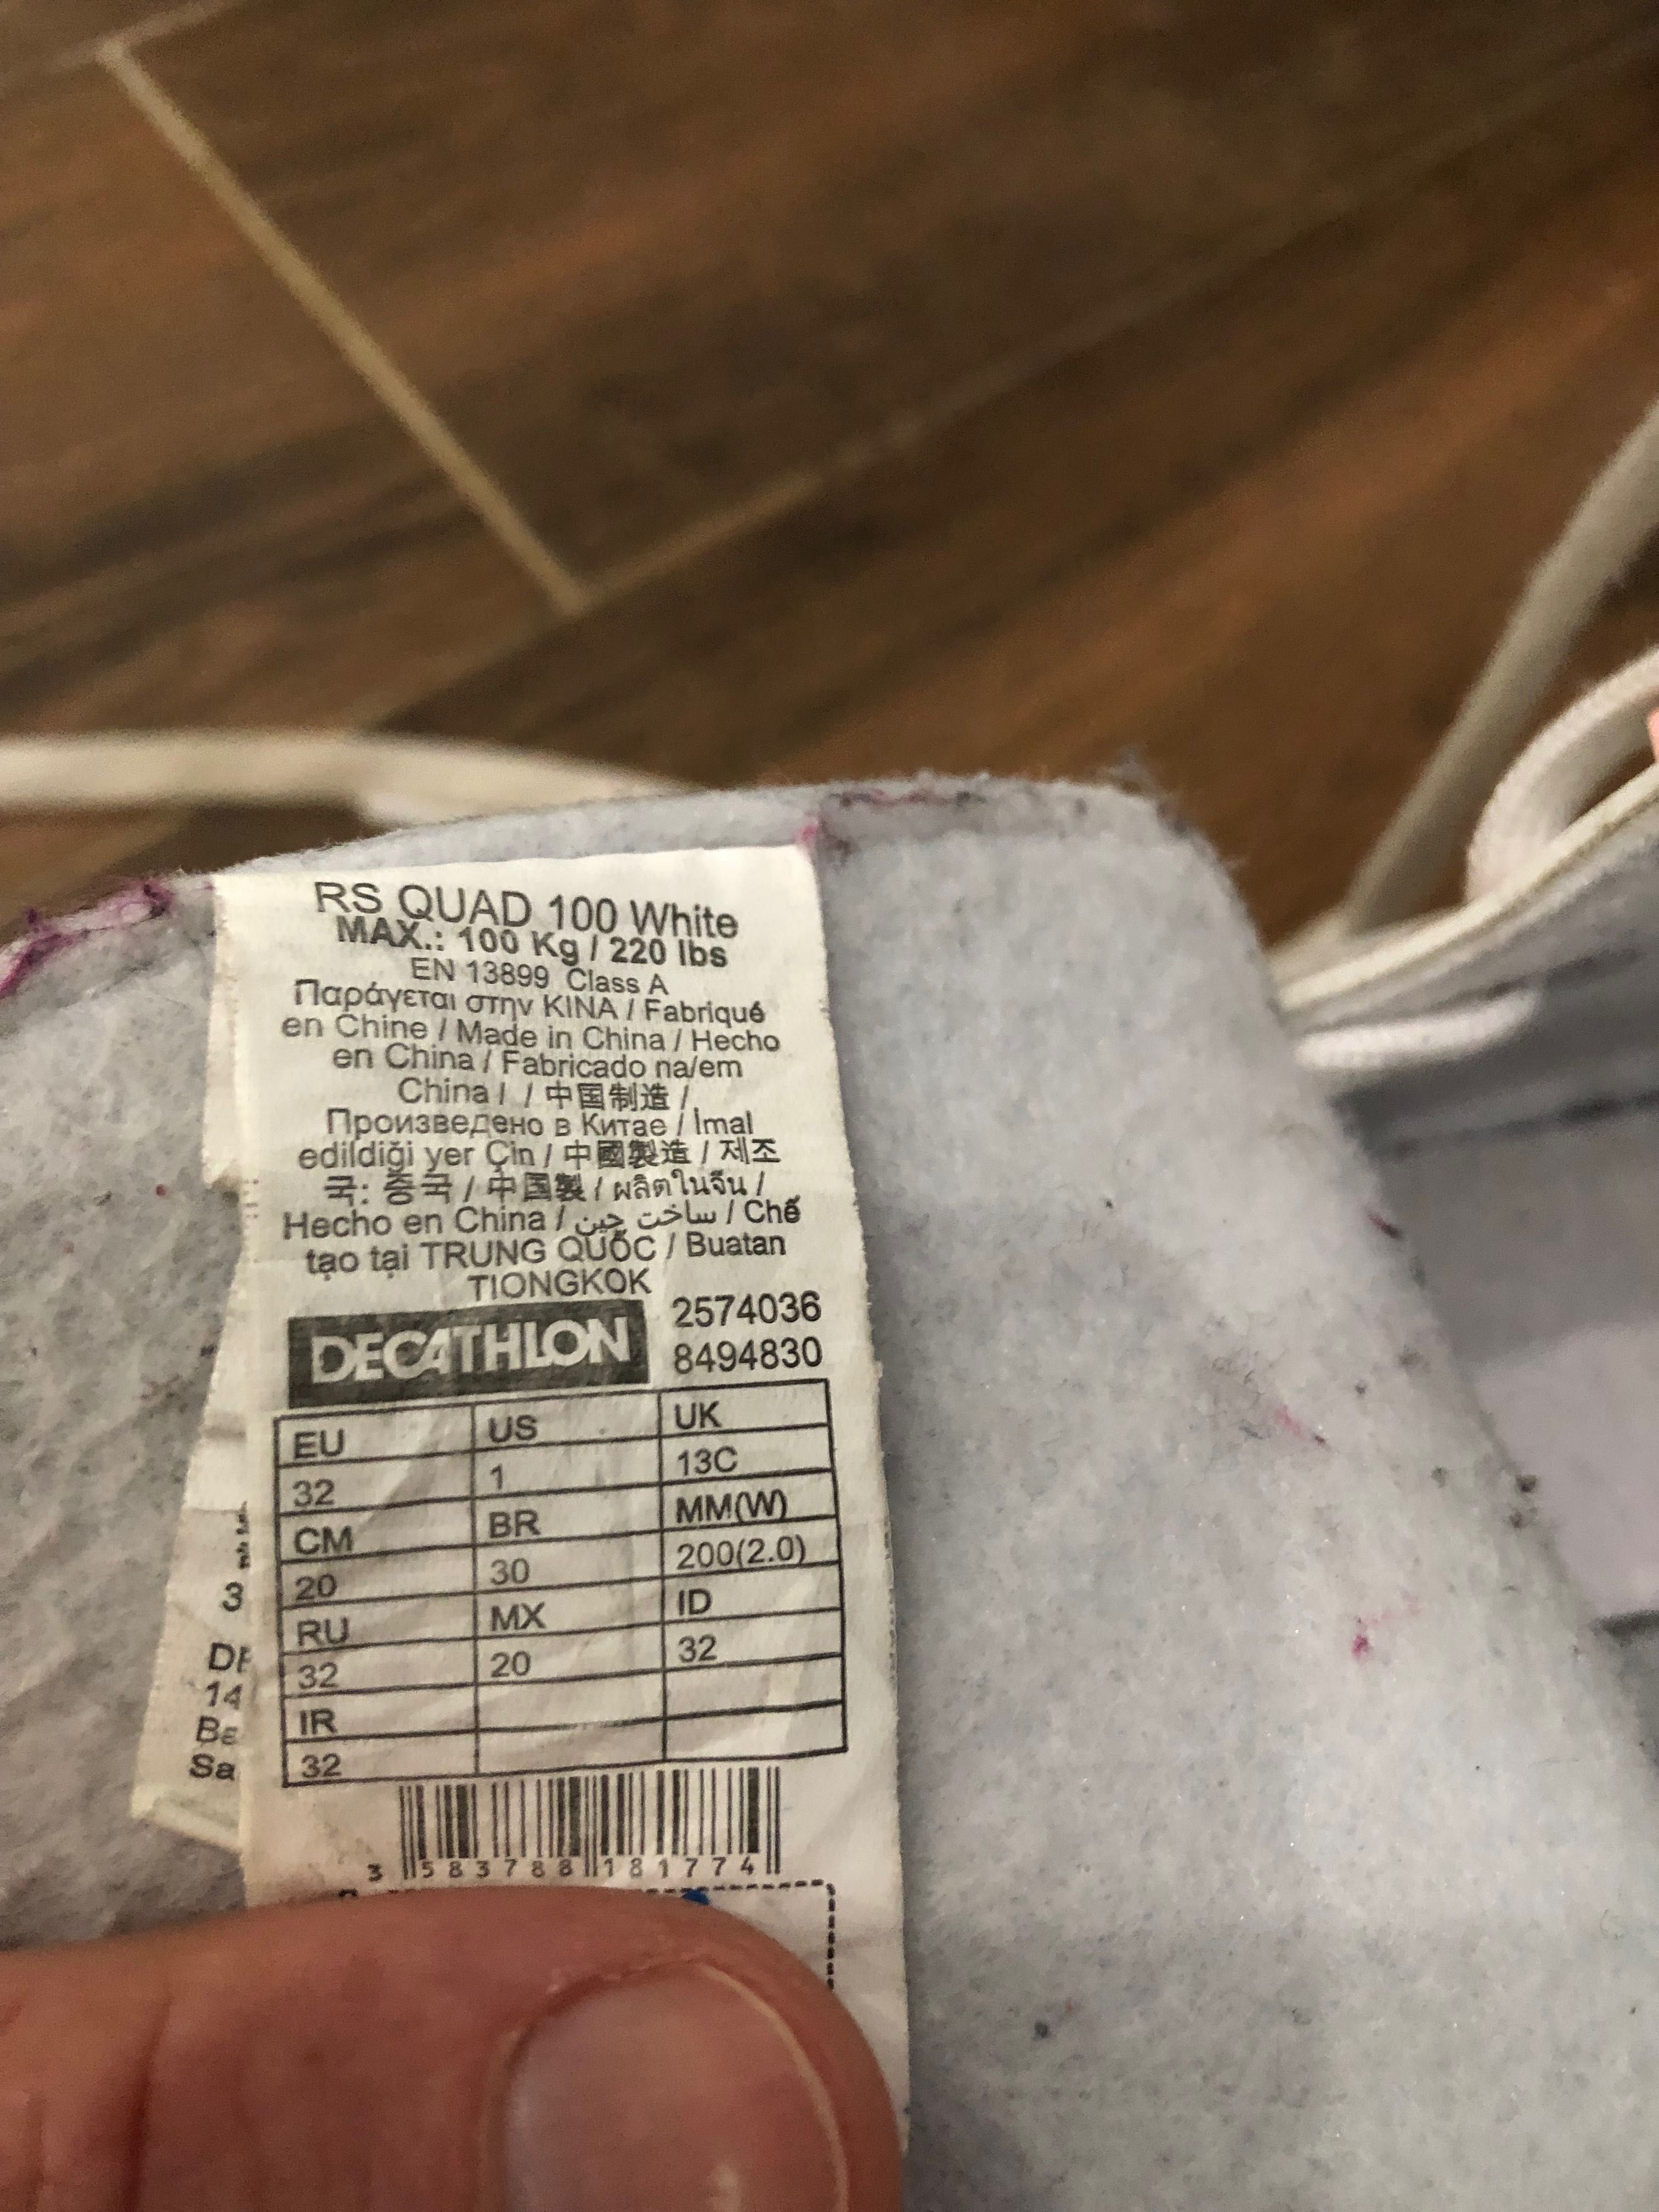 RS QUAD 100 White
MAX.: 100 Kg / 220 lbs
EN 13899 Class A
Παράγεται στην ΚΙΝΑ / Fabriqué
en Chine / Made in China / Hecho
en China / Fabricado na/em
China / / 中国制造 /
Произведено в Китае / İmal
edildiği yer Çin / 中國製造 / 제조
국: 중국 / 中国製 / ผลิตในจีน /
Hecho en China / ساخت چین / Chế
tạo tại TRUNG QUỐC / Buatan
TIONGKOK
DECATHLON
2574036
8494830
EU US UK
32 1 13C
CM BR MM(W)
20 30 200(2.0)
RU MX ID
32 20 32
IR
32
3 583788 181774
3
14
Sa